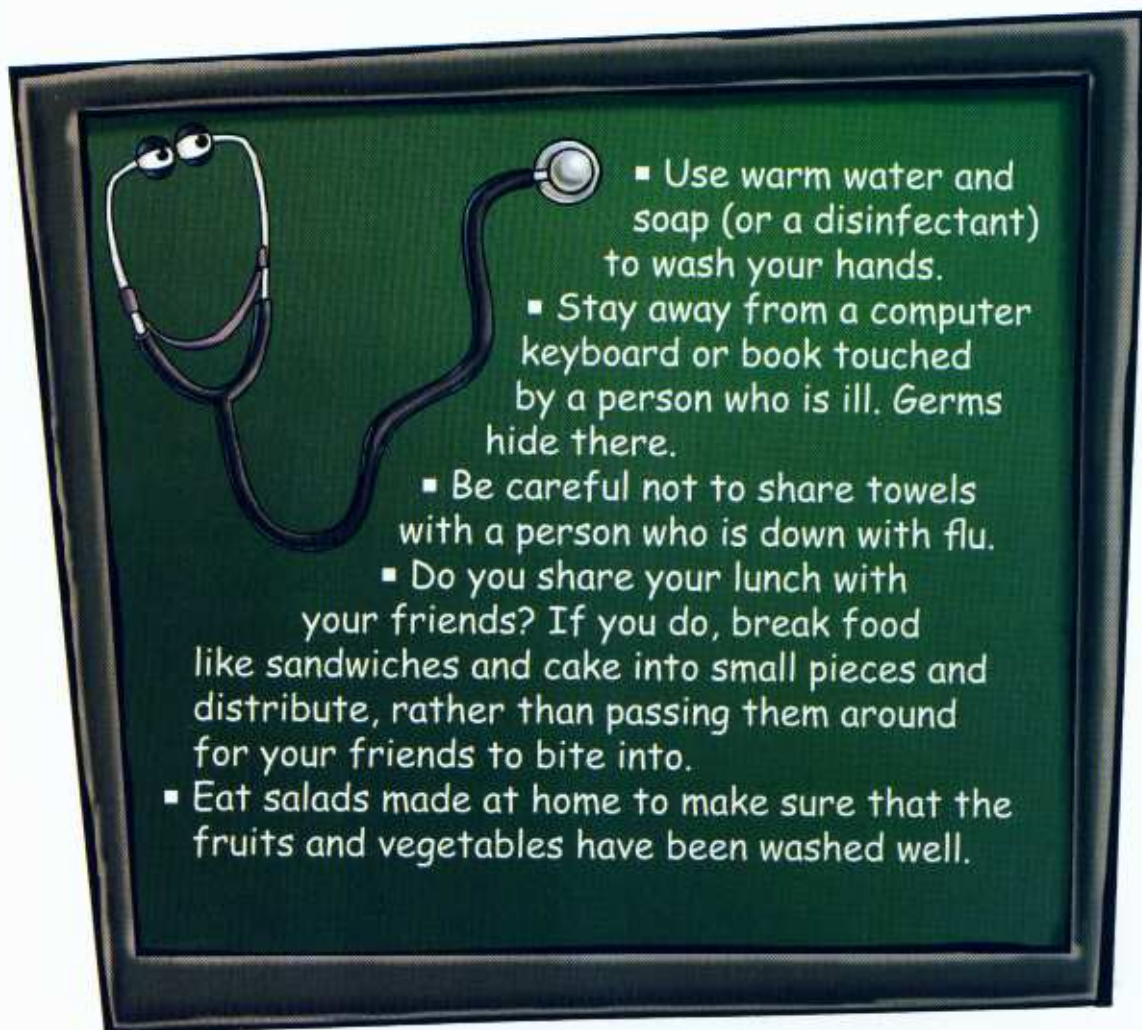 ▪ Use warm water and
soap (or a disinfectant)
to wash your hands.
▪ Stay away from a computer
keyboard or book touched
by a person who is ill. Germs
hide there.
▪ Be careful not to share towels
with a person who is down with flu.
▪ Do you share your lunch with
your friends? If you do, break food
like sandwiches and cake into small pieces and
distribute, rather than passing them around
for your friends to bite into.
▪ Eat salads made at home to make sure that the
fruits and vegetables have been washed well.